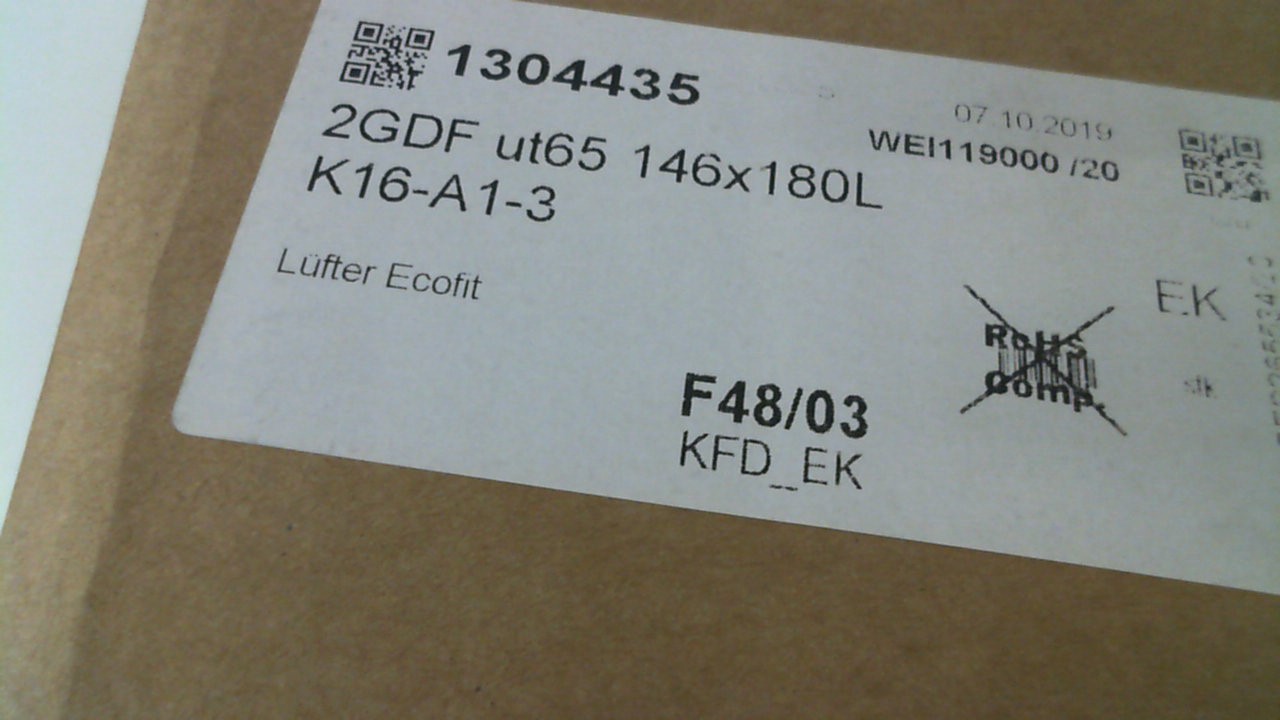 1304435
07.10.2019
2GDF ut65 146x180L
WEI119000 /20
K16-A1-3
Lüfter Ecofit
EK
RoHS
Comp.
F48/03
stk
KFD_EK